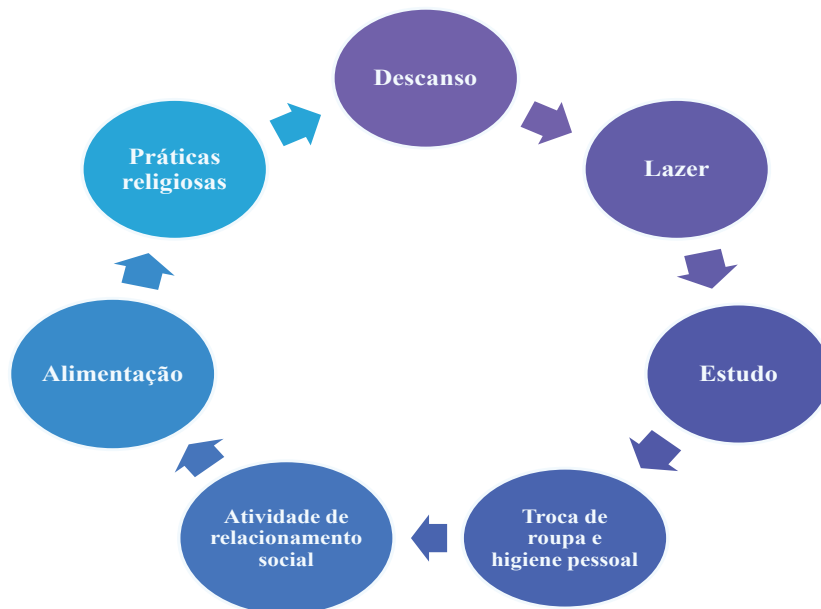 Descanso
Lazer
Estudo
Troca de
roupa e
higiene pessoal
Atividade de
relacionamento
social
Alimentação
Práticas
religiosas